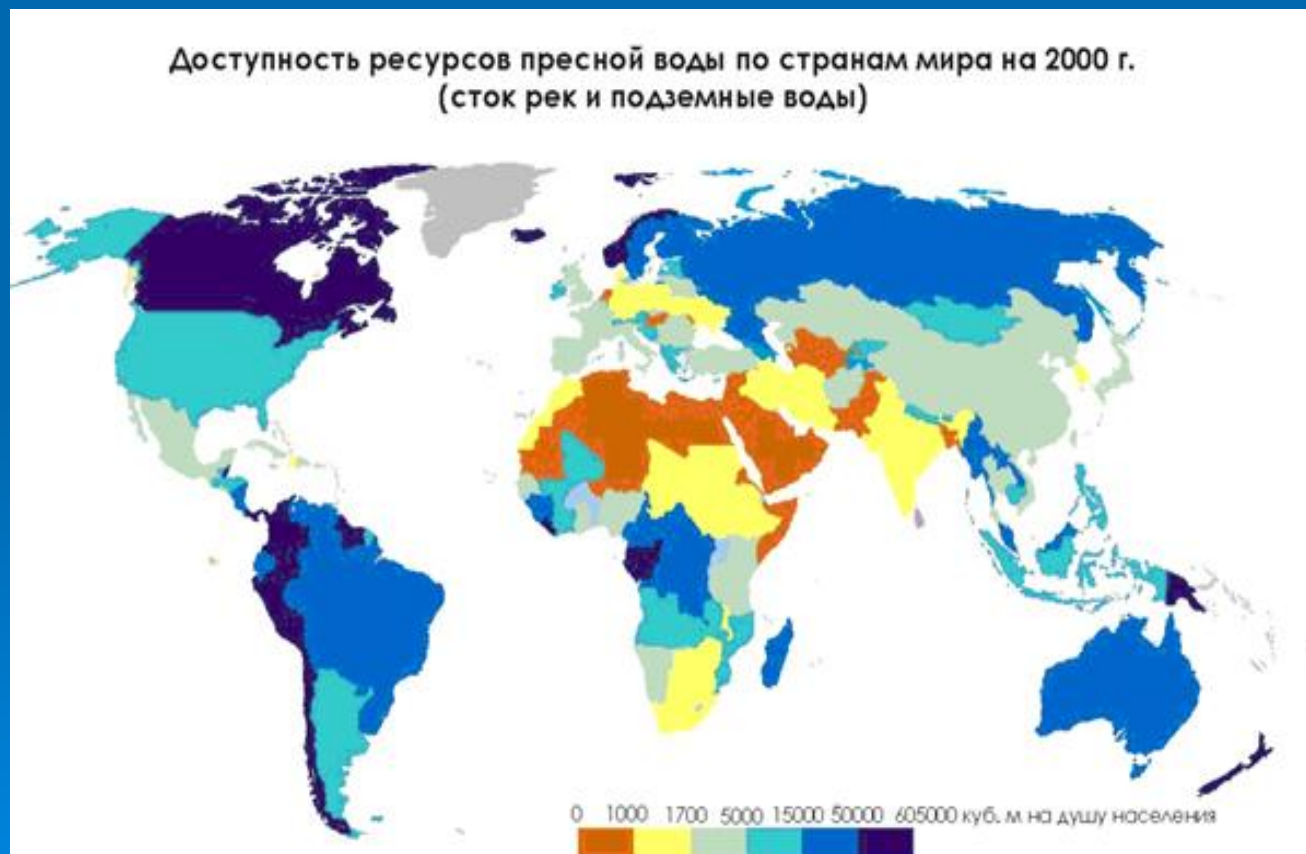 Доступность ресурсов пресной воды по странам мира на 2000 г.
(сток рек и подземные воды)
0 1000 1700 5000 15000 50000 605000 куб. м на душу населения